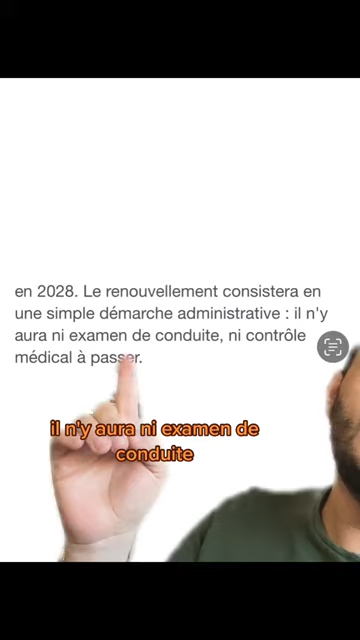 en 2028. Le renouvellement consistera en
une simple démarche administrative : il n'y
aura ni examen de conduite, ni contrôle
médical à passer.
il n'y aura ni examen de
conduite